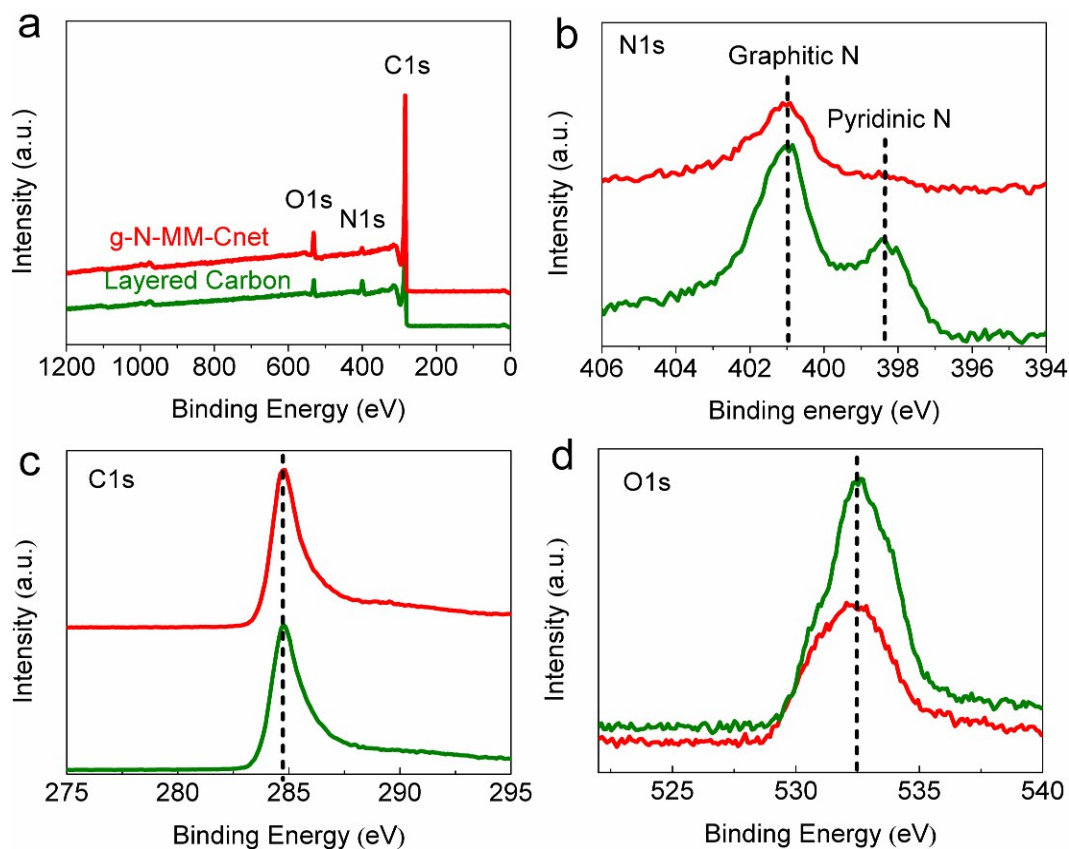 a
C1s
O1s
N1s
g-N-MM-Cnet
Layered Carbon
Intensity (a.u.)
1200 1000 800 600 400 200 0
Binding Energy (eV)
b
N1s
Graphitic N
Pyridinic N
Intensity (a.u.)
406 404 402 400 398 396 394
Binding energy (eV)
c
C1s
Intensity (a.u.)
275 280 285 290 295
Binding Energy (eV)
d
O1s
Intensity (a.u.)
525 530 535 540
Binding Energy (eV)